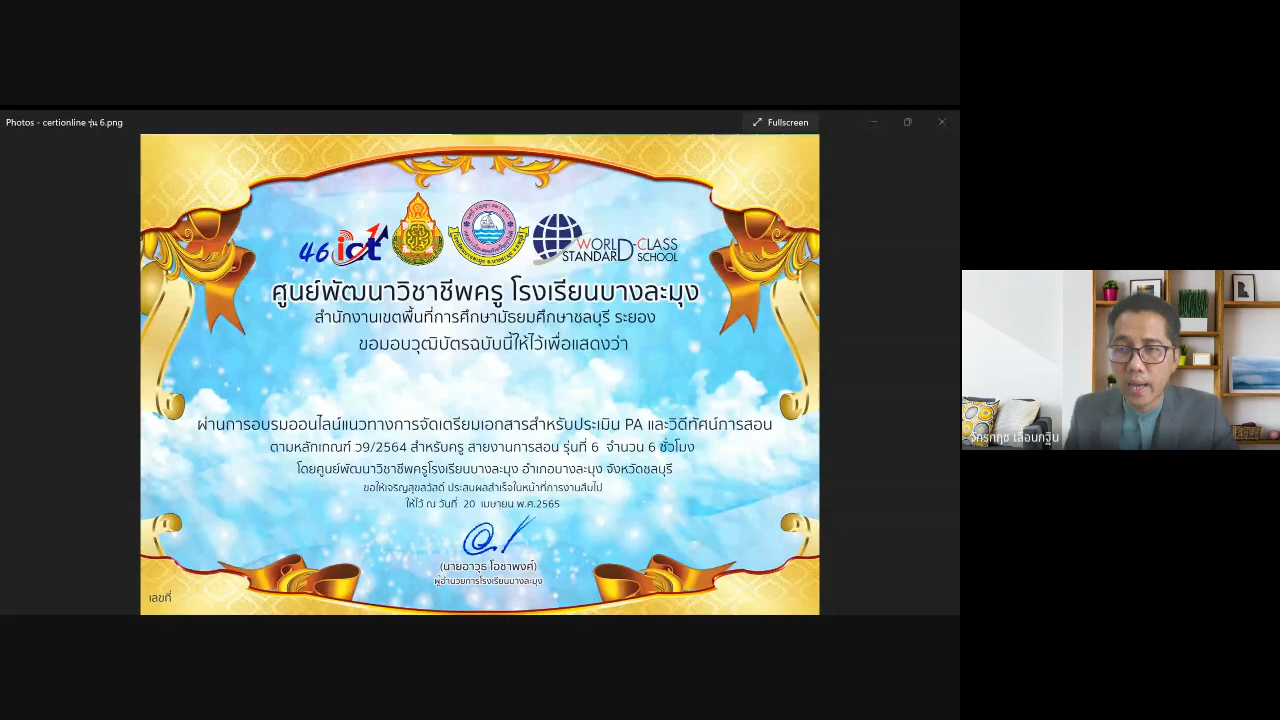 Photos - certionline รุ่น 6.png
Fullscreen
46 ict
WORLD-CLASS
STANDARD SCHOOL
ศูนย์พัฒนาวิชาชีพครู โรงเรียนบางละมุง
สำนักงานเขตพื้นที่การศึกษามัธยมศึกษาชลบุรี ระยอง
ขอมอบวุฒิบัตรฉบับนี้ให้ไว้เพื่อแสดงว่า
ผ่านการอบรมออนไลน์แนวทางการจัดเตรียมเอกสารสำหรับประเมิน PA และวิดีทัศน์การสอน
ตามหลักเกณฑ์ ว9/2564 สำหรับครู สายงานการสอน รุ่นที่ 6 จำนวน 6 ชั่วโมง
โดยศูนย์พัฒนาวิชาชีพครูโรงเรียนบางละมุง อำเภอบางละมุง จังหวัดชลบุรี
ขอให้เจริญสุขสวัสดิ์ ประสบผลสำเร็จในหน้าที่การงานสืบไป
ให้ไว้ ณ วันที่ 20 เมษายน พ.ศ.2565
(นายอาวุธ โอชาพงศ์)
ผู้อำนวยการโรงเรียนบางละมุง
เลขที่
จักรกฤช เลื่อนกฐิน